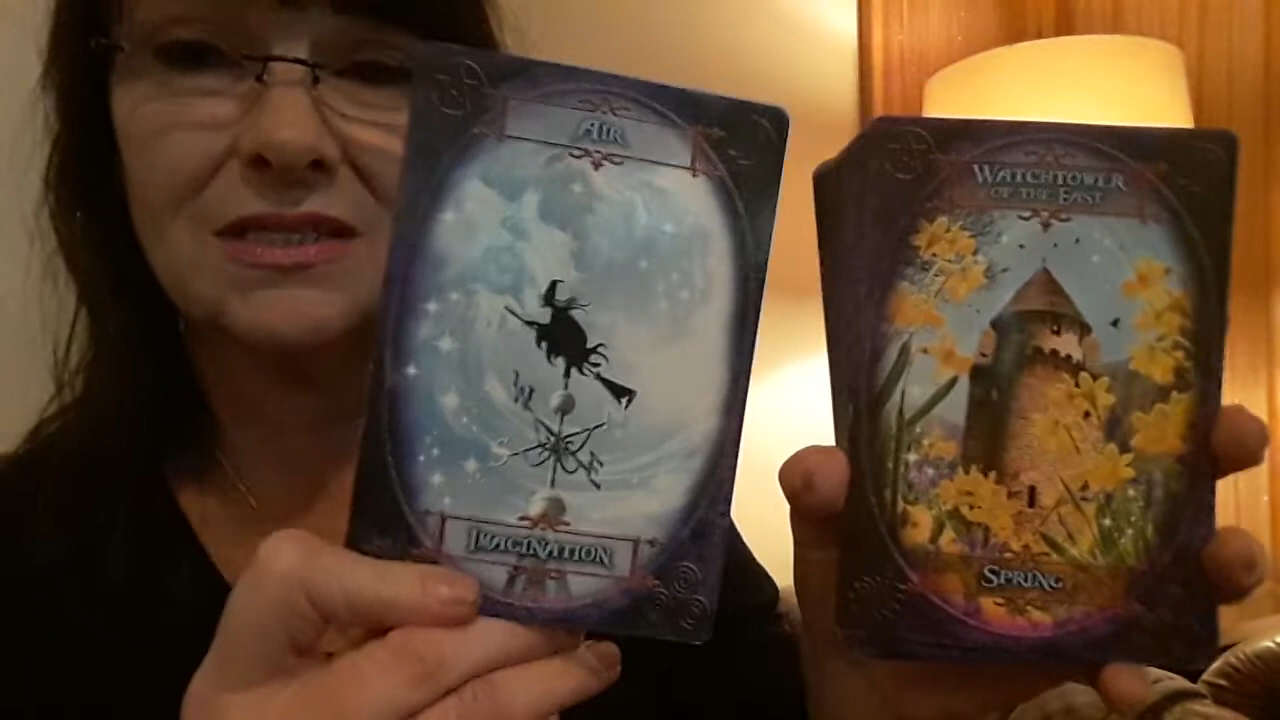 AIR
W
S
E
IMAGINATION
WATCHTOWER
OF THE EAST
SPRING